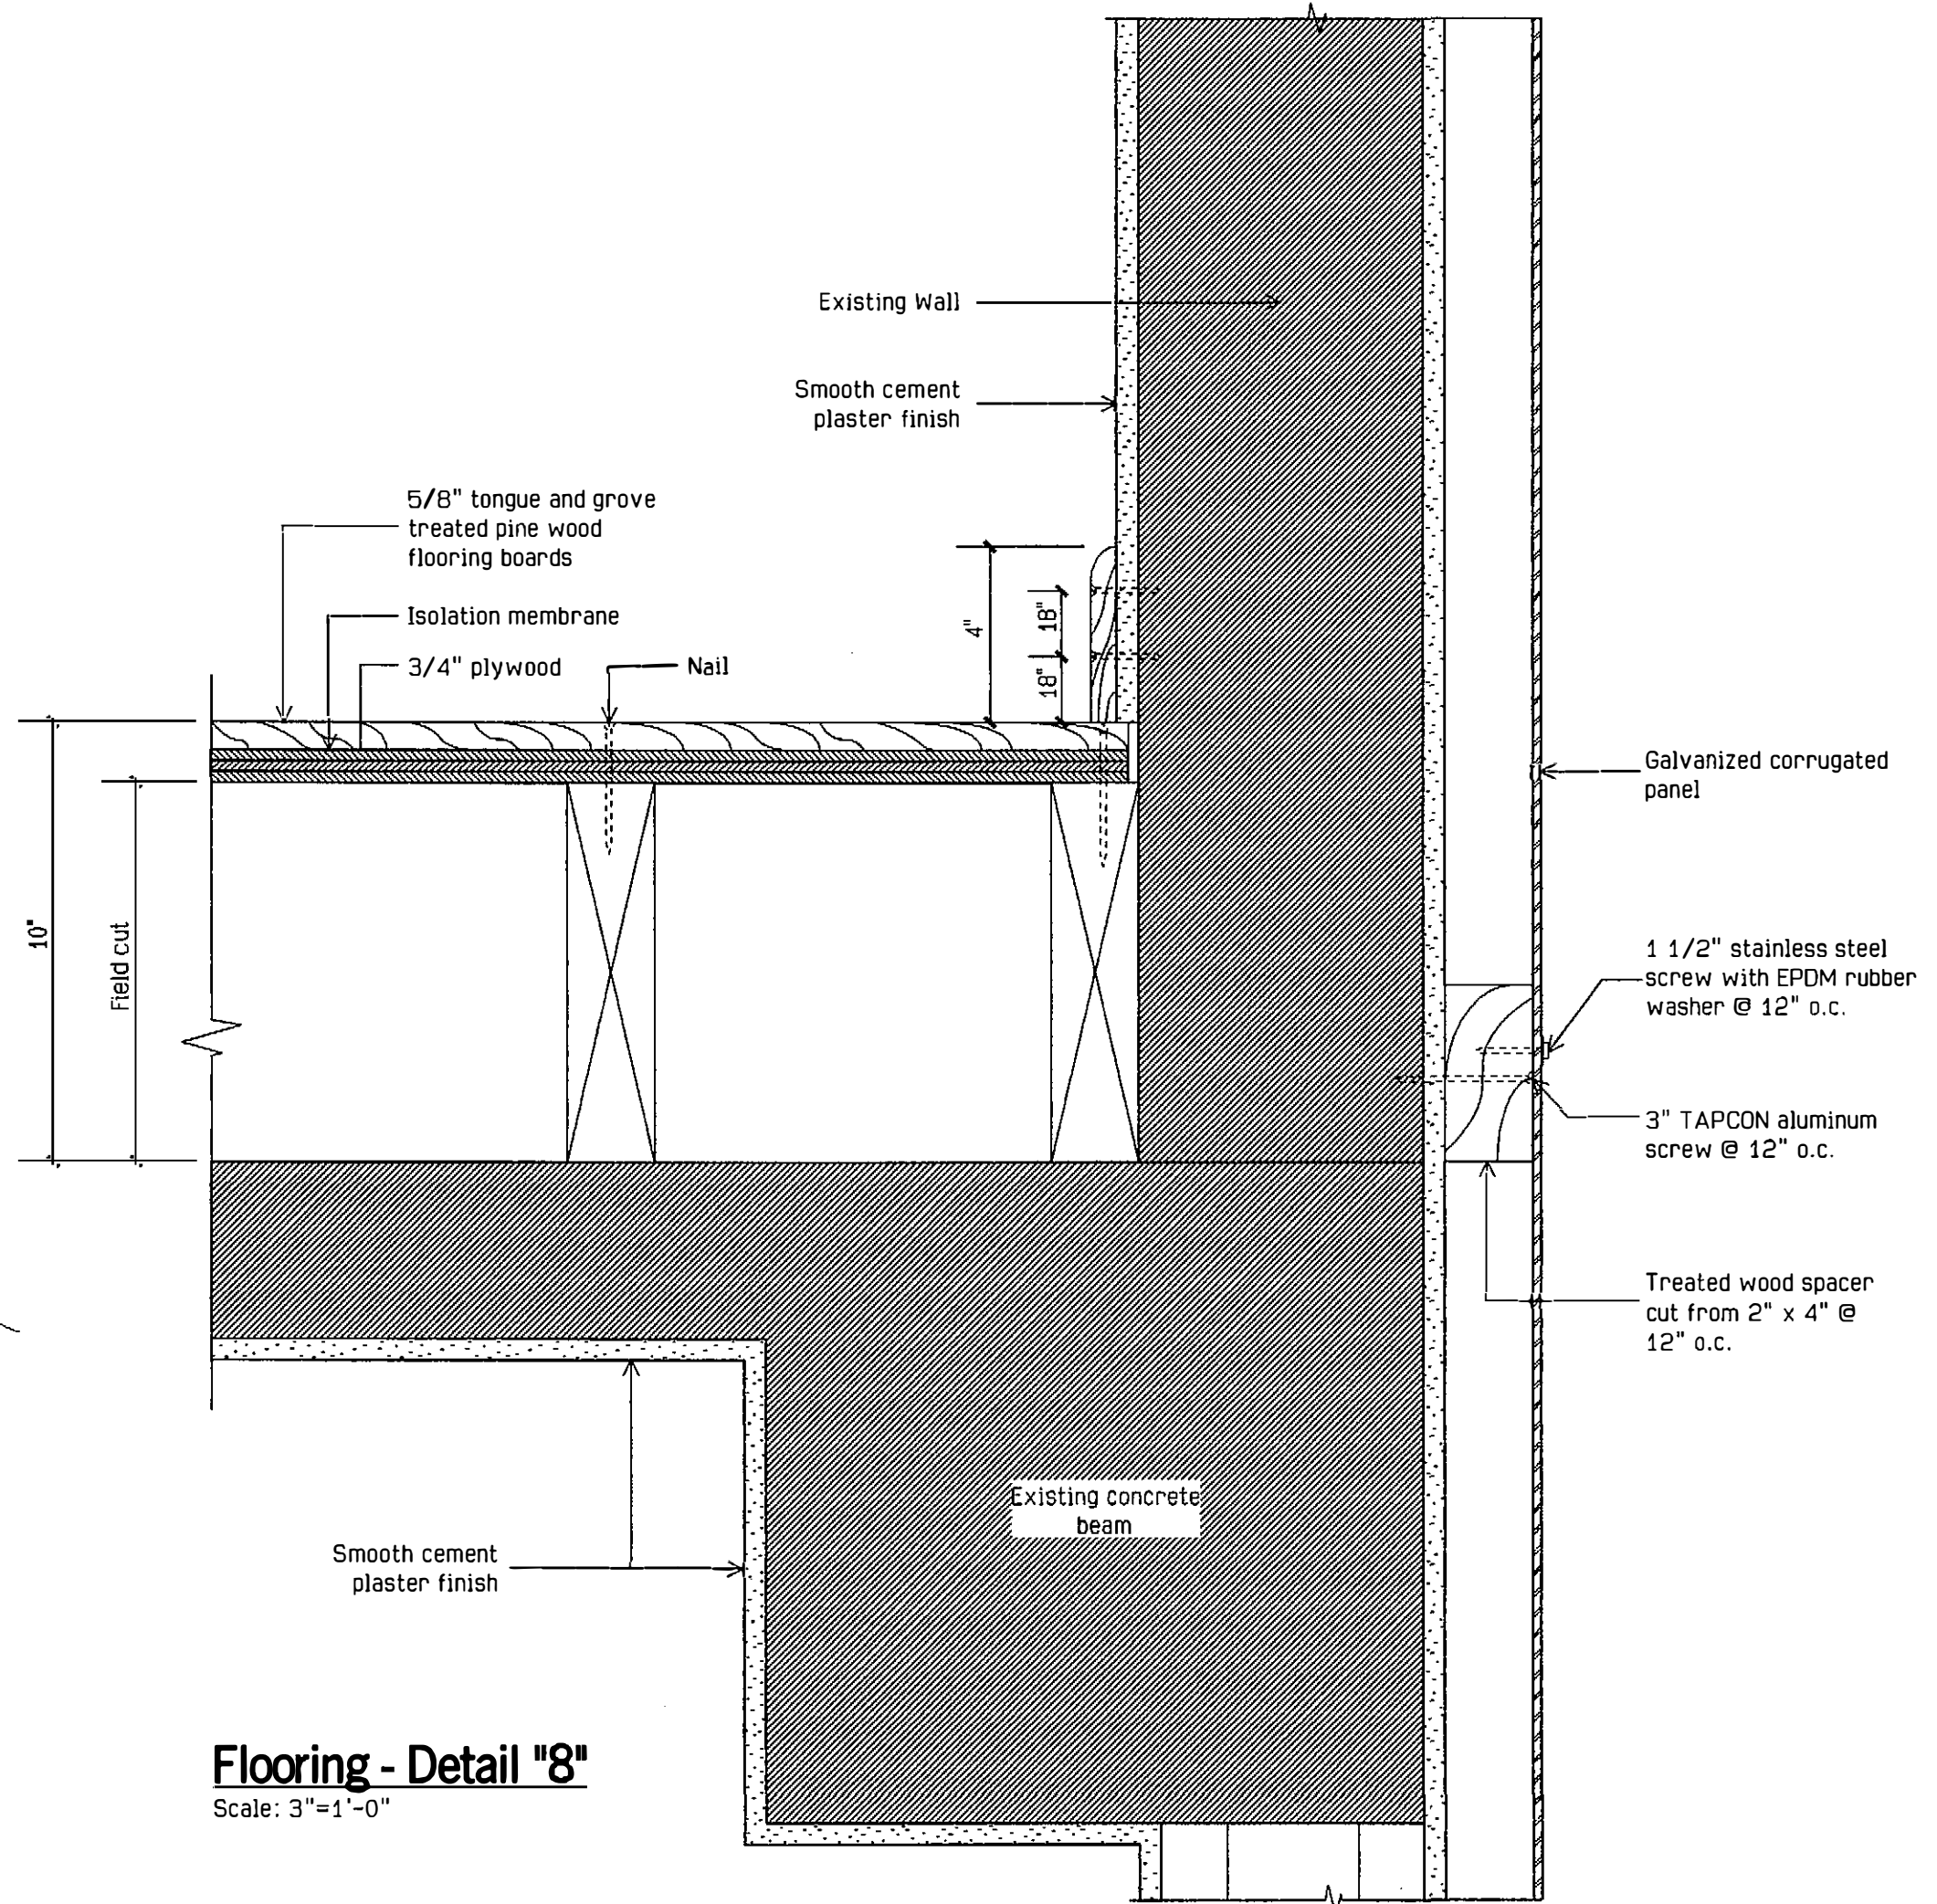 Existing Wall
Smooth cement
plaster finish
5/8" tongue and grove
treated pine wood
flooring boards
Isolation membrane
3/4" plywood
Nail
4"
18"
18"
10"
Field cut
Galvanized corrugated
panel
1 1/2" stainless steel
screw with EPDM rubber
washer @ 12" o.c.
3" TAPCON aluminum
screw @ 12" o.c.
Treated wood spacer
cut from 2" x 4" @
12" o.c.
Existing concrete
beam
Smooth cement
plaster finish
Flooring - Detail "8"
Scale: 3"=1'-0"